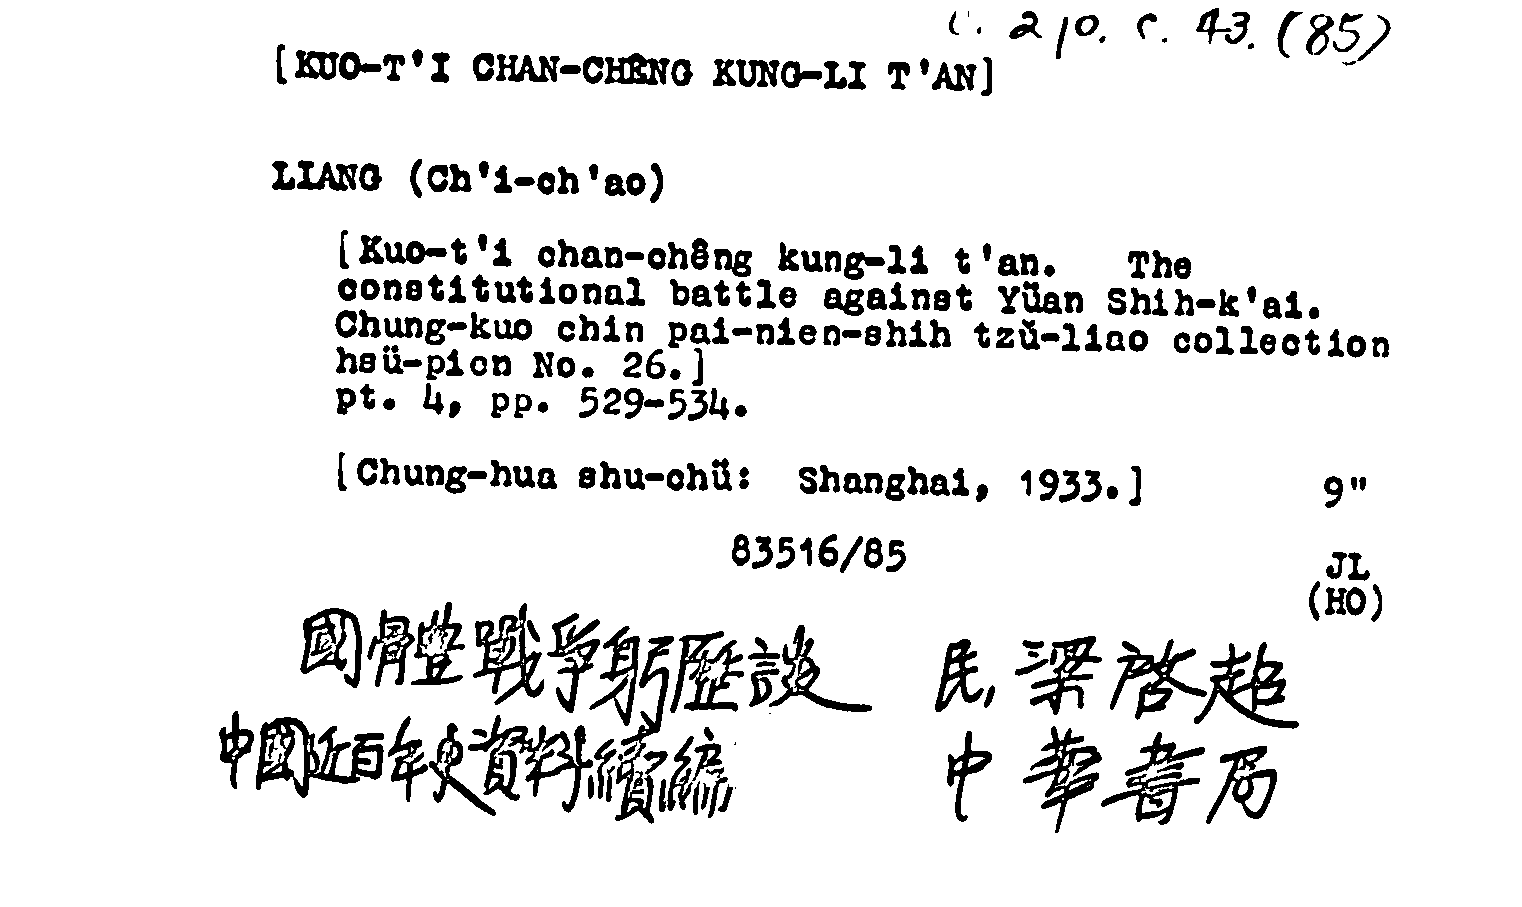 C. 210. c. 43. (85)
[KUO-T'I CHAN-CHÊNG KUNG-LI T'AN]
LIANG (Ch'i-ch'ao)
[Kuo-t'i chan-chêng kung-li t'an. The
constitutional battle against Yüan Shih-k'ai.
Chung-kuo chin pai-nien-shih tzŭ-liao collection
hsü-pien No. 26.]
pt. 4, pp. 529-534.
[Chung-hua shu-chü: Shanghai, 1933.] 9"
83516/85
JL
(HO)
國體戰爭躬歷談 民, 梁啓超
中國近百年史資料續編 中華書局